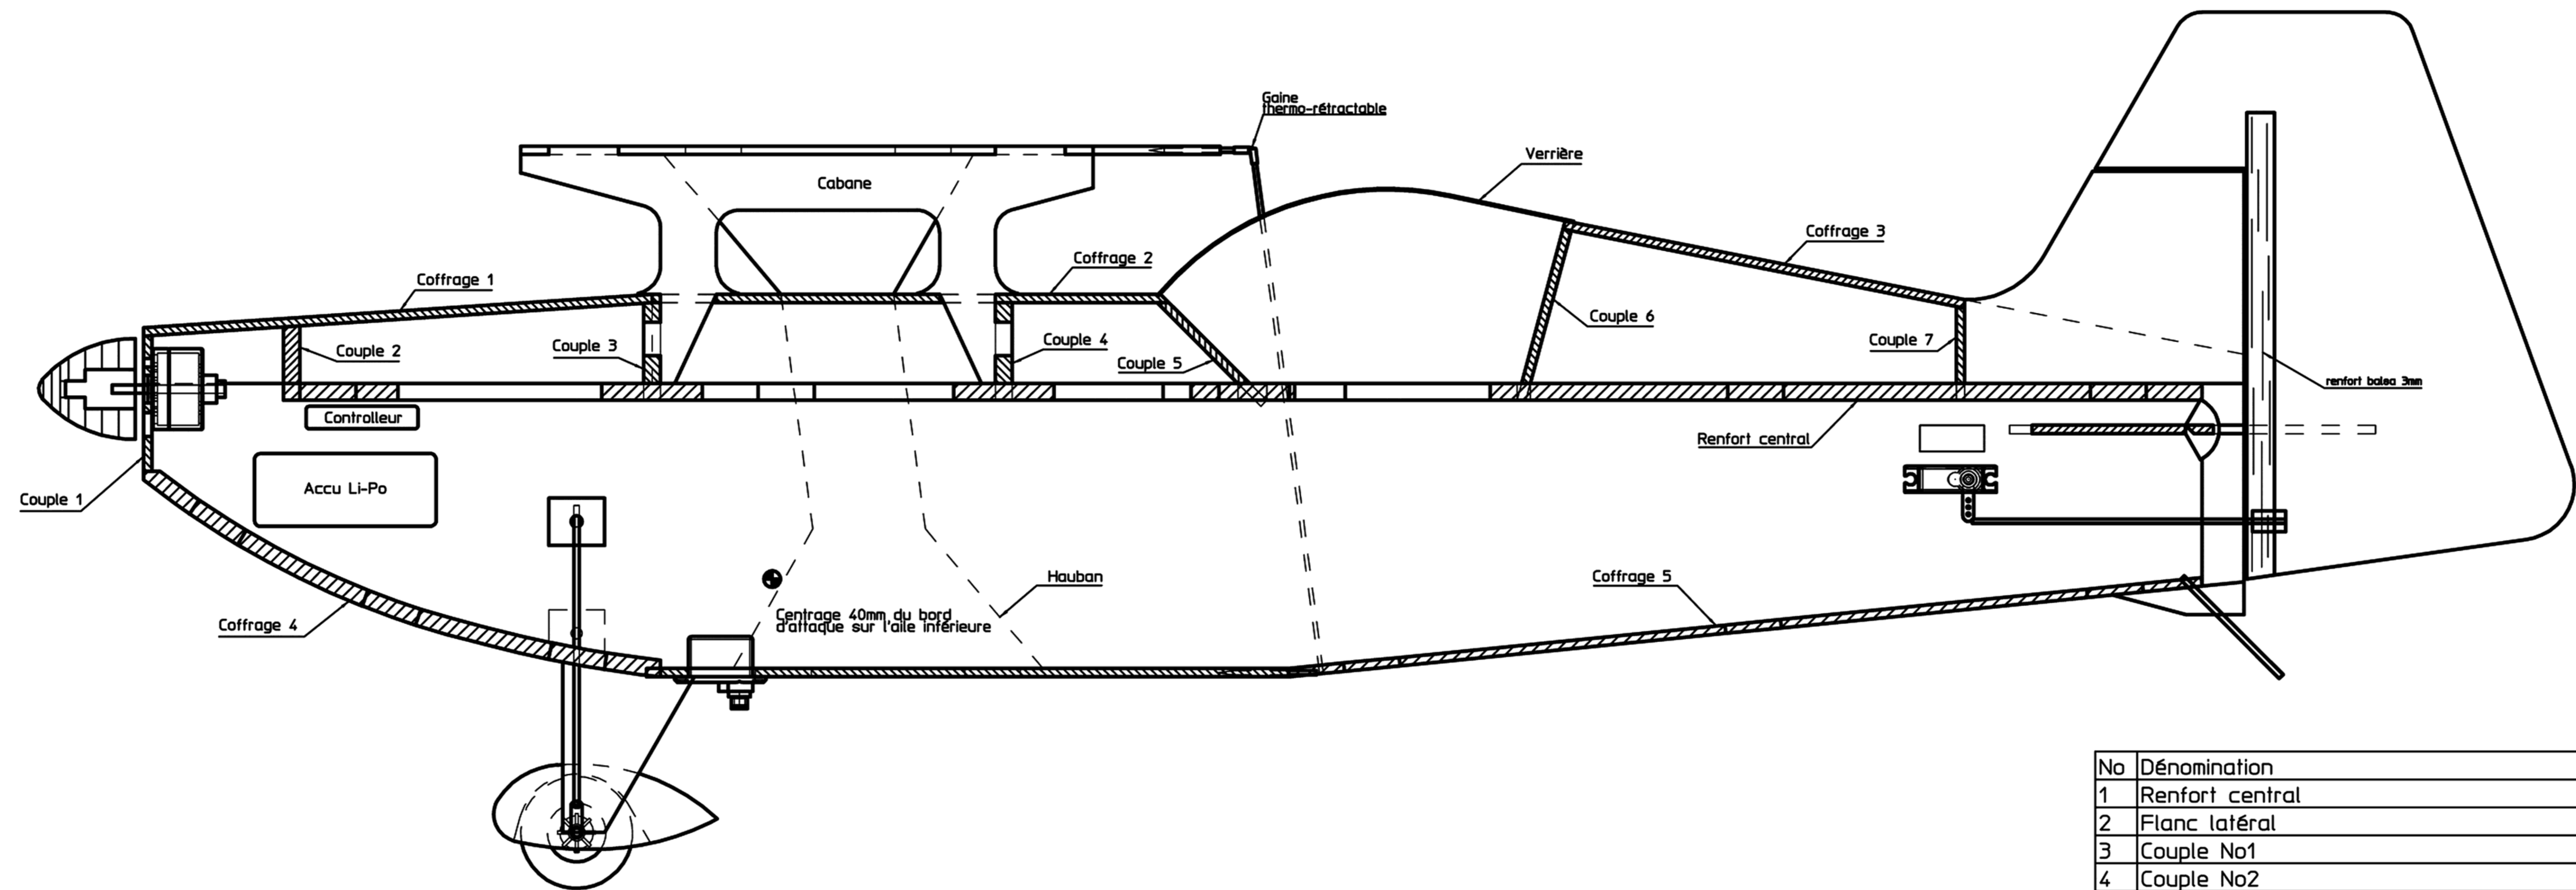 Gaine
thermo-rétractable
Verrière
Cabane
Coffrage 3
Coffrage 2
Coffrage 1
Couple 6
Couple 2
Couple 3
Couple 4
Couple 5
Couple 7
renfort balsa 3mm
Controlleur
Renfort central
Accu Li-Po
Couple 1
Hauban
Coffrage 5
Centrage 40mm du bord
d'attaque sur l'aile inférieure
Coffrage 4
No Dénomination
1 Renfort central
2 Flanc latéral
3 Couple No1
4 Couple No2